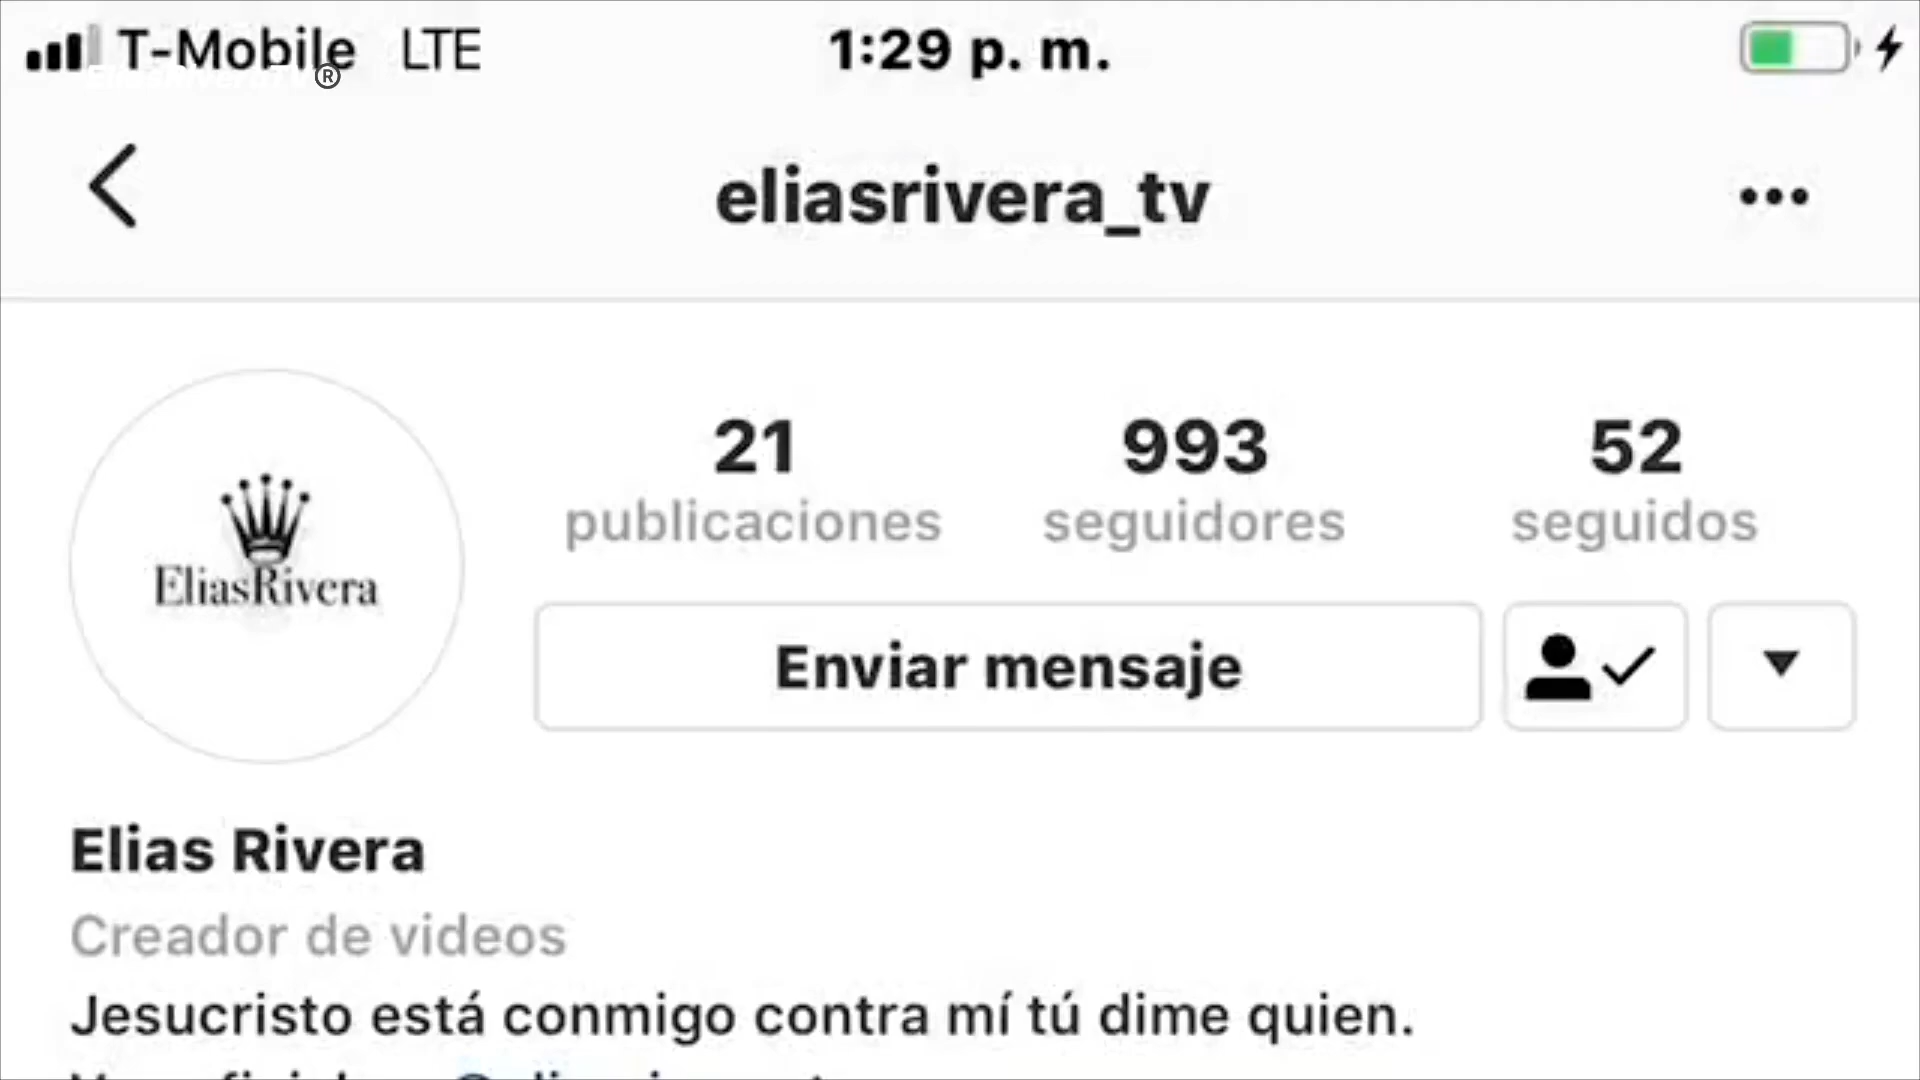 T-Mobile LTE 1:29 p. m.
®
eliasrivera_tv
21 993 52
publicaciones seguidores seguidos
EliasRivera
Enviar mensaje
Elias Rivera
Creador de videos
Jesucristo está conmigo contra mí tú dime quien.